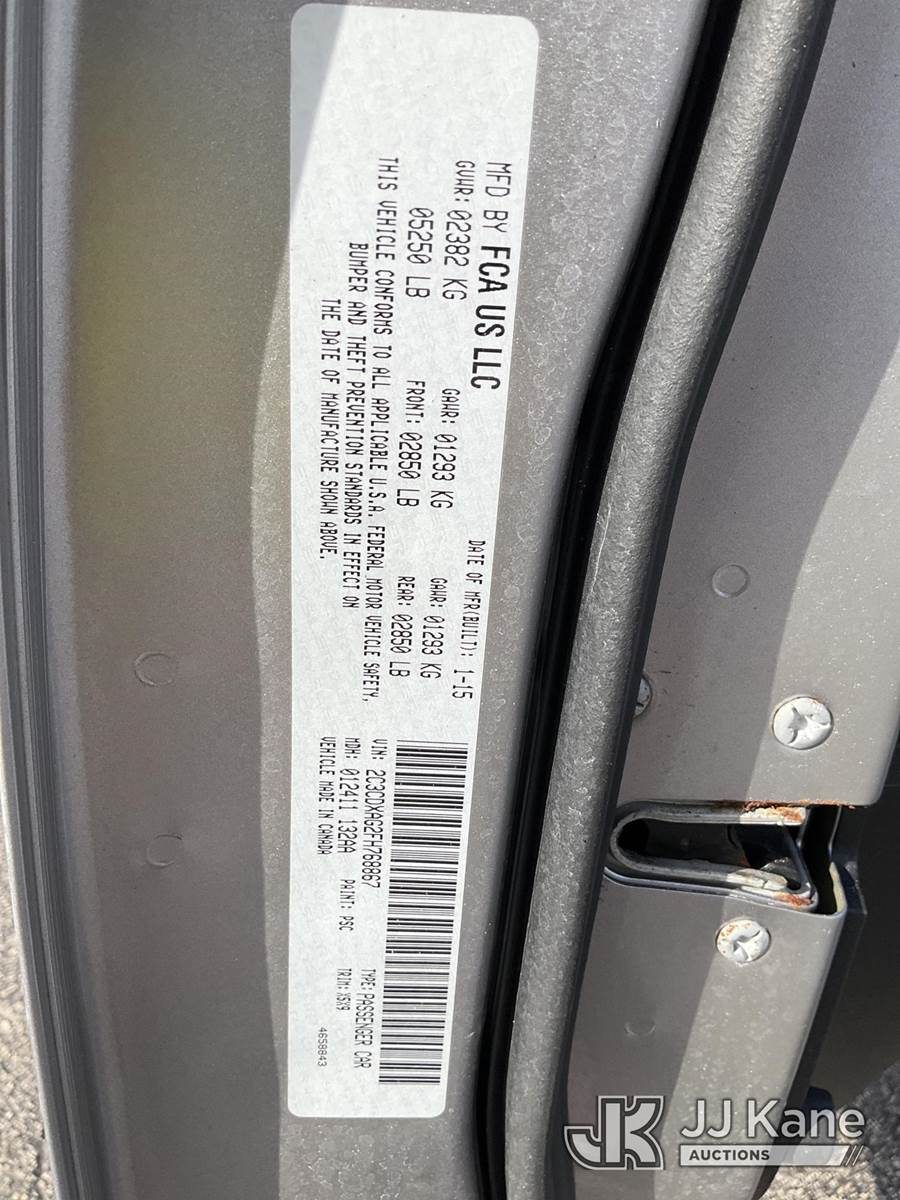 MFD BY FCA US LLC
DATE OF MFR(BUILT): 1-15
GVWR: 02382 KG
GAWR: 01293 KG
GAWR: 01293 KG
05250 LB
FRONT: 02850 LB
REAR: 02850 LB
THIS VEHICLE CONFORMS TO ALL APPLICABLE U.S.A. FEDERAL MOTOR VEHICLE SAFETY,
BUMPER AND THEFT PREVENTION STANDARDS IN EFFECT ON
THE DATE OF MANUFACTURE SHOWN ABOVE.
VIN: 2C3CDXAG2FH768867
TYPE: PASSENGER CAR
MDH: 012411 132AA
PAINT: PSC
TRIM: X5X9
VEHICLE MADE IN CANADA
4658843
JK JJ Kane
AUCTIONS